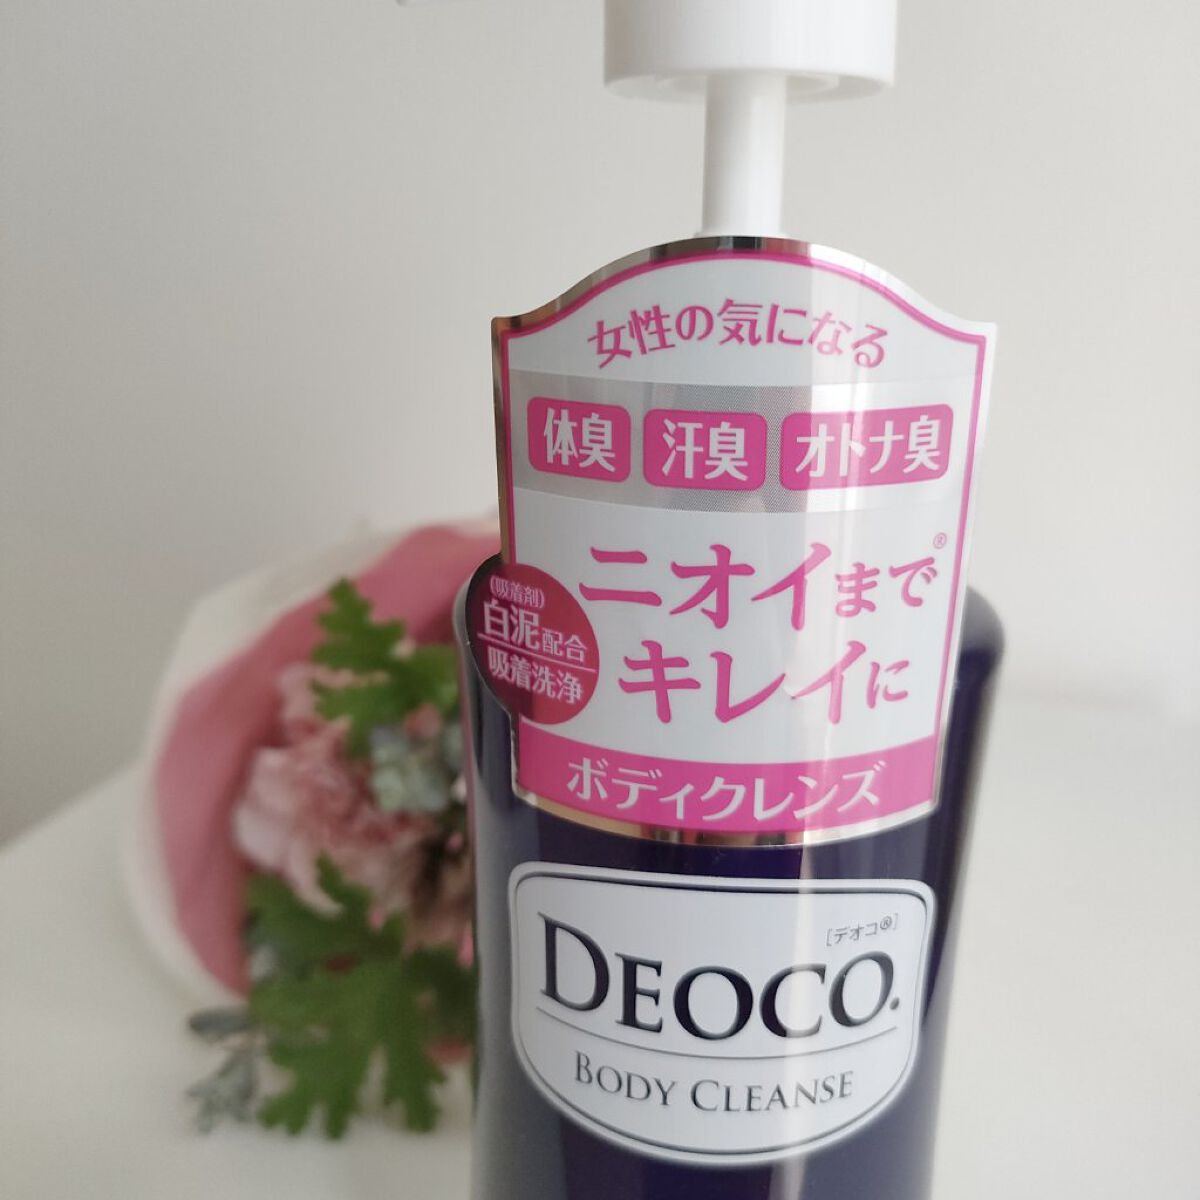 女性の気になる
体臭 汗臭 オトナ臭
ニオイまで®
キレイに
(吸着剤)
白泥配合
吸着洗浄
ボディクレンズ
[デオコ®]
DEOCO.
BODY CLEANSE